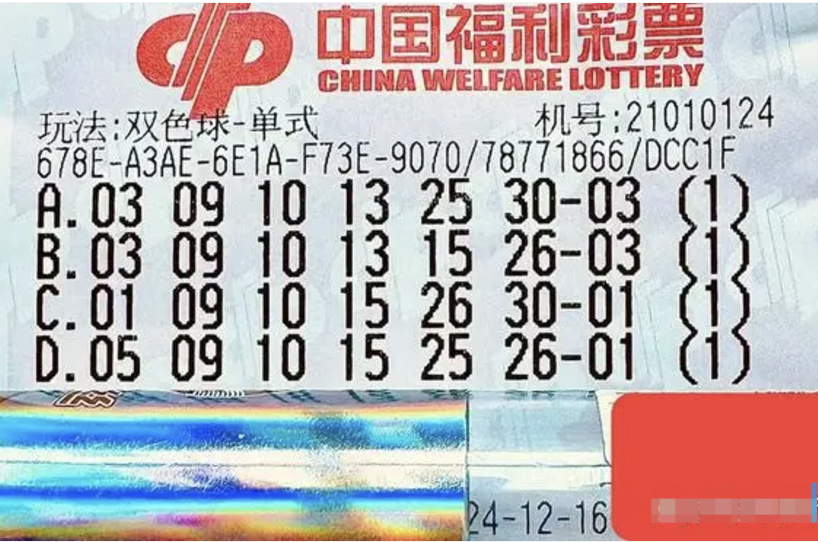 中国福利彩票
CHINA WELFARE LOTTERY
玩法:双色球-单式 机号:21010124
678E-A3AE-6E1A-F73E-9070/78771866/DCC1F
A.03 09 10 13 25 30-03 (1)
B.03 09 10 13 15 26-03 (1)
C.01 09 10 15 26 30-01 (1)
D.05 09 10 15 25 26-01 (1)
24-12-16